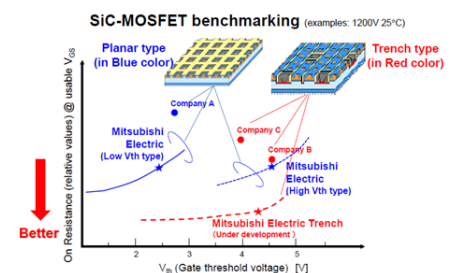 SiC-MOSFET benchmarking (examples: 1200V 25°C)
Planar type
(in Blue color)
Trench type
(in Red color)
On Resistance (relative values) @ usable VGS
Better
Company A
Mitsubishi
Electric
(Low Vth type)
Company C
Company B
Mitsubishi
Electric
(High Vth type)
Mitsubishi Electric Trench
(Under development)
2
3
4
5
Vth (Gate threshold voltage) [V]